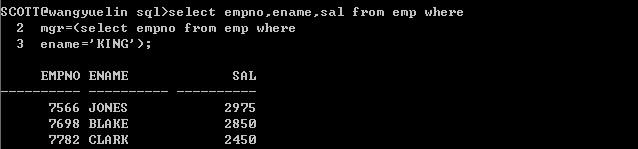 SCOTT@wangyuelin sql>select empno,ename,sal from emp where
2 mgr=(select empno from emp where
3 ename='KING');
EMPNO ENAME SAL
---------- ---------- ----------
7566 JONES 2975
7698 BLAKE 2850
7782 CLARK 2450